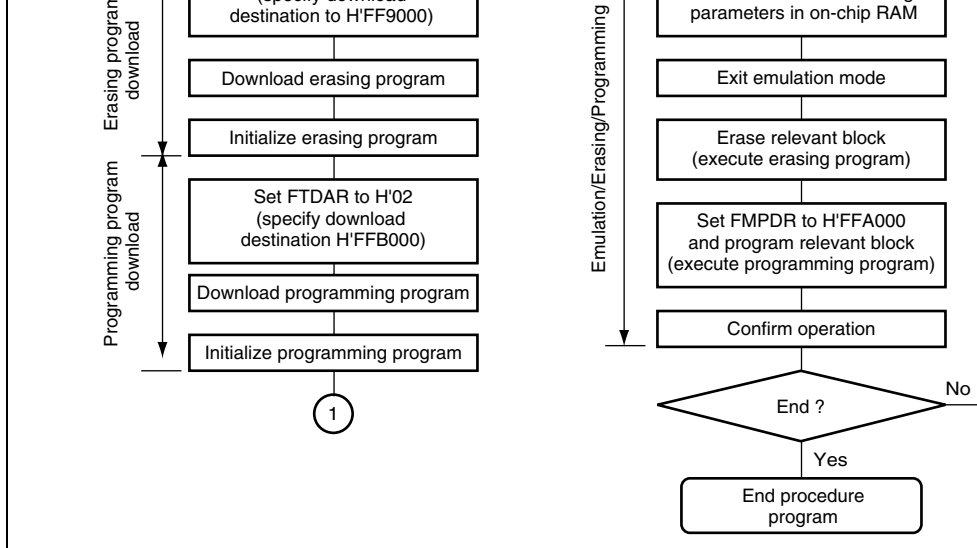 Erasing program
download
destination to H'FF9000)
Download erasing program
Initialize erasing program
Programming program
download
Set FTDAR to H'02
(specify download
destination H'FFB000)
Download programming program
Initialize programming program
1
Emulation/Erasing/Programming
parameters in on-chip RAM
Exit emulation mode
Erase relevant block
(execute erasing program)
Set FMPDR to H'FFA000
and program relevant block
(execute programming program)
Confirm operation
End ?
No
Yes
End procedure
program